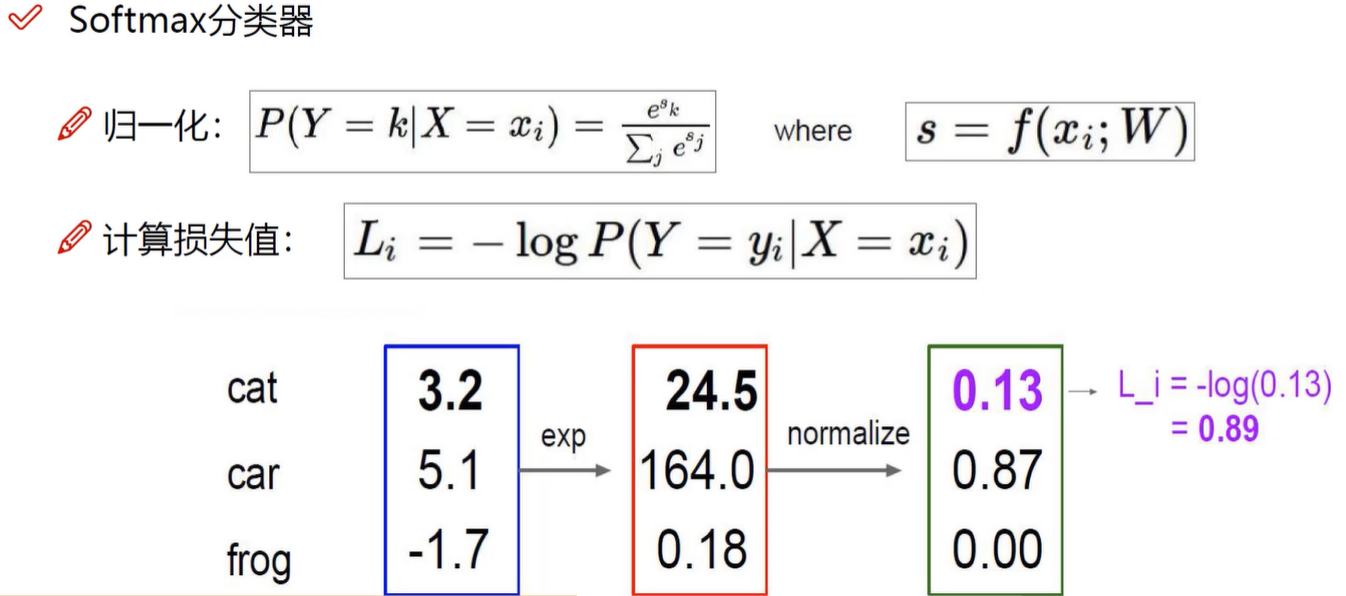 Softmax分类器
归一化： P(Y = k|X = x_i) = \frac{e^{s_k}}{\sum_j e^{s_j}} where s = f(x_i; W)
计算损失值： L_i = − log P(Y = y_i|X = x_i)
cat 3.2 24.5 0.13 → L_i = -log(0.13)
= 0.89
exp normalize
car 5.1 164.0 0.87
frog -1.7 0.18 0.00